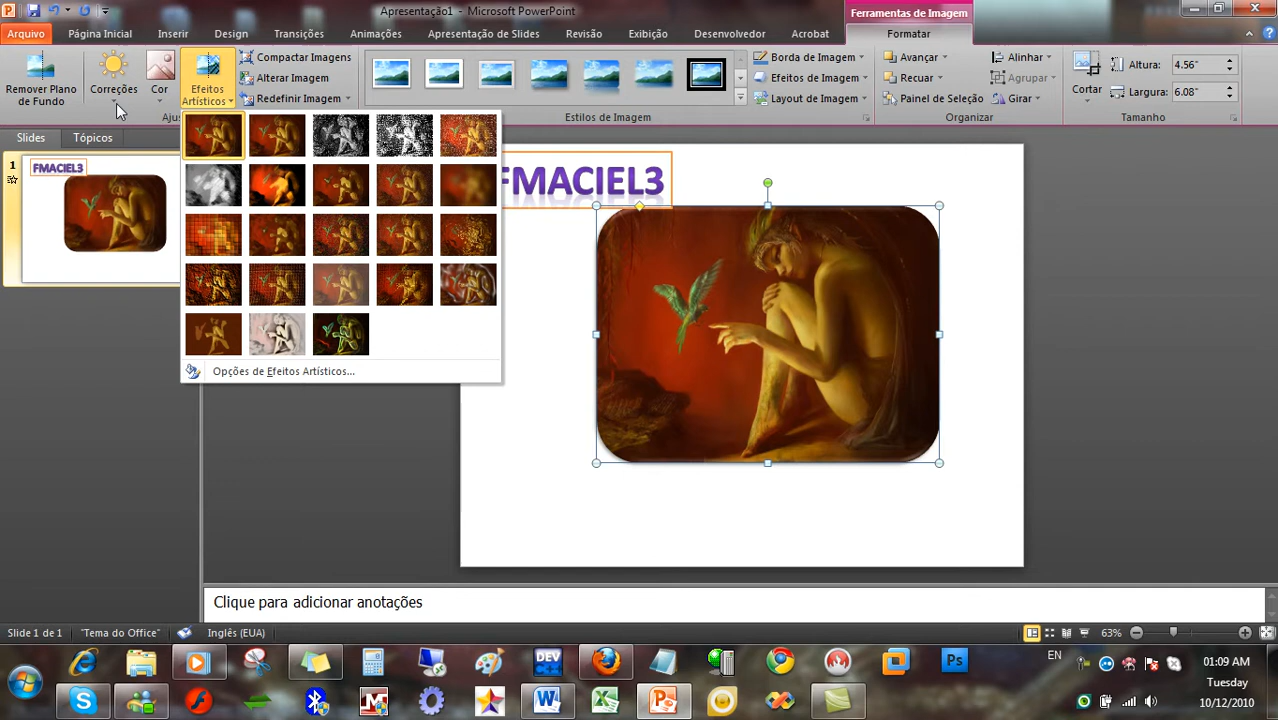 Apresentação1 - Microsoft PowerPoint
Ferramentas de Imagem
Arquivo
Página Inicial
Inserir
Design
Transições
Animações
Apresentação de Slides
Revisão
Exibição
Desenvolvedor
Acrobat
Formatar
Remover Plano de Fundo
Correções
Cor
Efeitos Artísticos
Compactar Imagens
Alterar Imagem
Redefinir Imagem
Borda de Imagem
Efeitos de Imagem
Layout de Imagem
Avançar
Recuar
Painel de Seleção
Alinhar
Agrupar
Girar
Cortar
Altura: 4.56"
Largura: 6.08"
Ajus
Estilos de Imagem
Organizar
Tamanho
Slides
Tópicos
1
FMACIEL3
FMACIEL3
Opções de Efeitos Artísticos...
Clique para adicionar anotações
Slide 1 de 1
"Tema do Office"
Inglês (EUA)
63%
DEV C++
Ps
EN
01:09 AM
Tuesday
10/12/2010